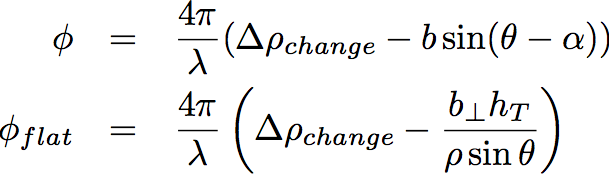 ϕ = 4π/λ (Δρ_change − b sin(θ − α))
ϕ_flat = 4π/λ (Δρ_change − b_⊥ h_T / ρ sin θ)